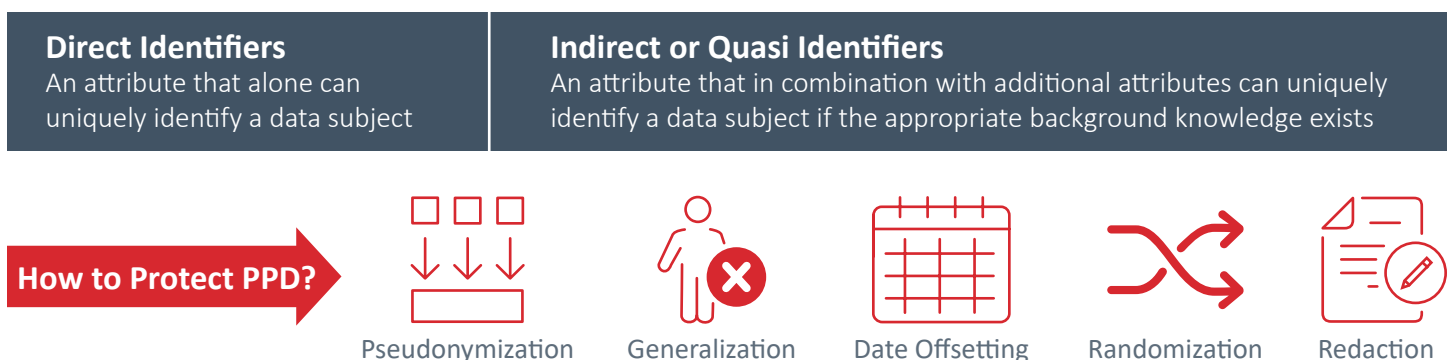 Direct Identifiers
An attribute that alone can
uniquely identify a data subject
Indirect or Quasi Identifiers
An attribute that in combination with additional attributes can uniquely
identify a data subject if the appropriate background knowledge exists
How to Protect PPD?
Pseudonymization
Generalization
Date Offsetting
Randomization
Redaction